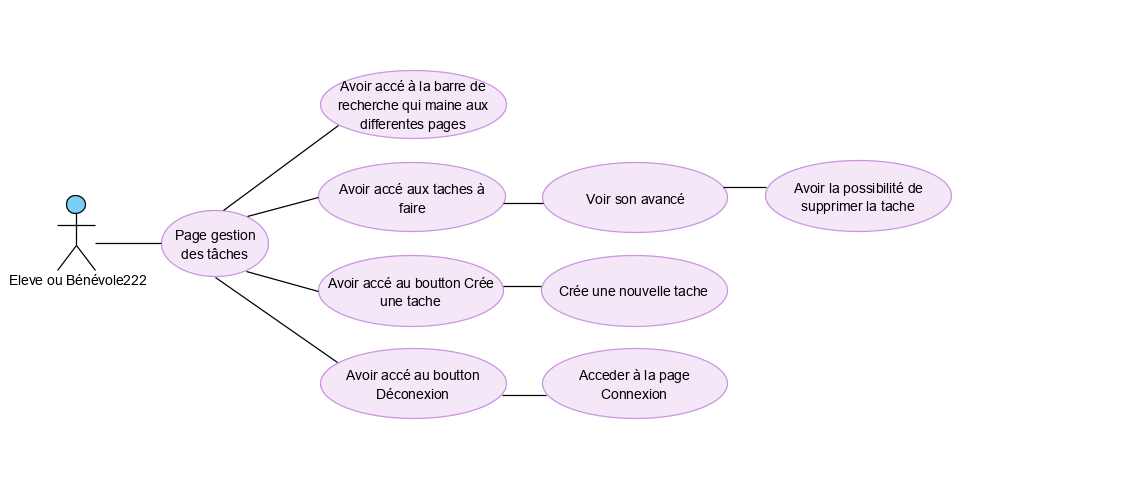 Avoir accé à la barre de
recherche qui maine aux
differentes pages
Avoir accé aux taches à
faire
Voir son avancé
Avoir la possibilité de
supprimer la tache
Page gestion
des tâches
Eleve ou Bénévole222
Avoir accé au boutton Crée
une tache
Crée une nouvelle tache
Avoir accé au boutton
Déconexion
Acceder à la page
Connexion